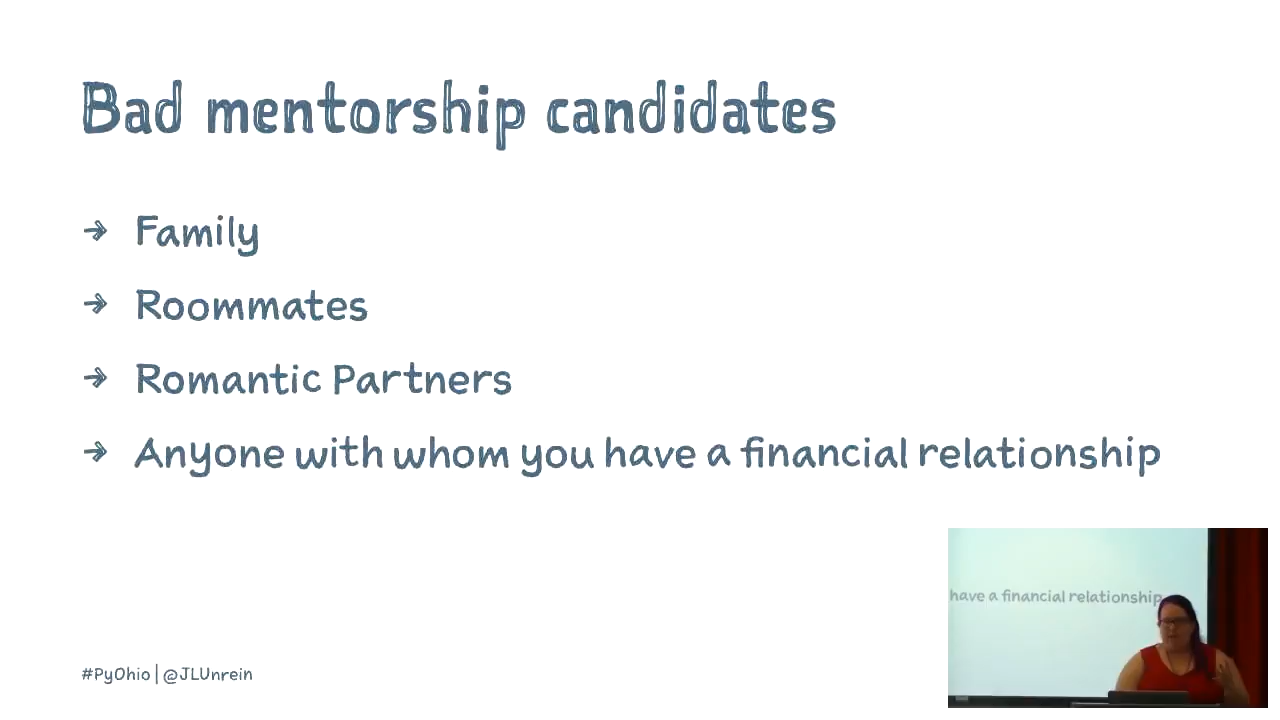 Bad mentorship candidates
→ Family
→ Roommates
→ Romantic Partners
→ Anyone with whom you have a financial relationship
have a financial relationship
#PyOhio | @JLUnrein